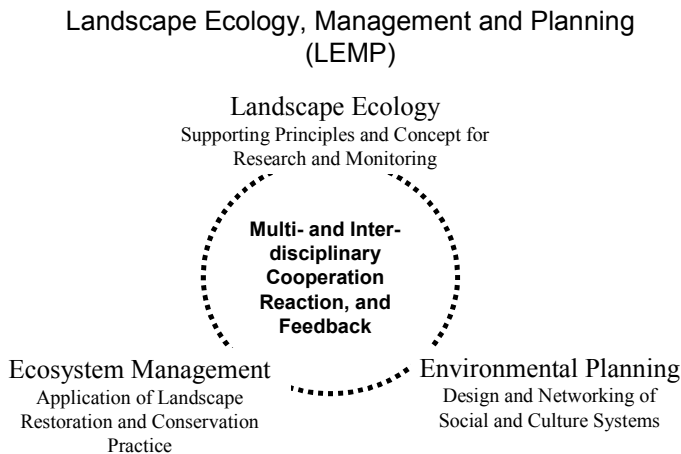 Landscape Ecology, Management and Planning
(LEMP)
Landscape Ecology
Supporting Principles and Concept for
Research and Monitoring
Multi- and Inter-
disciplinary
Cooperation
Reaction, and
Feedback
Ecosystem Management
Application of Landscape
Restoration and Conservation
Practice
Environmental Planning
Design and Networking of
Social and Culture Systems